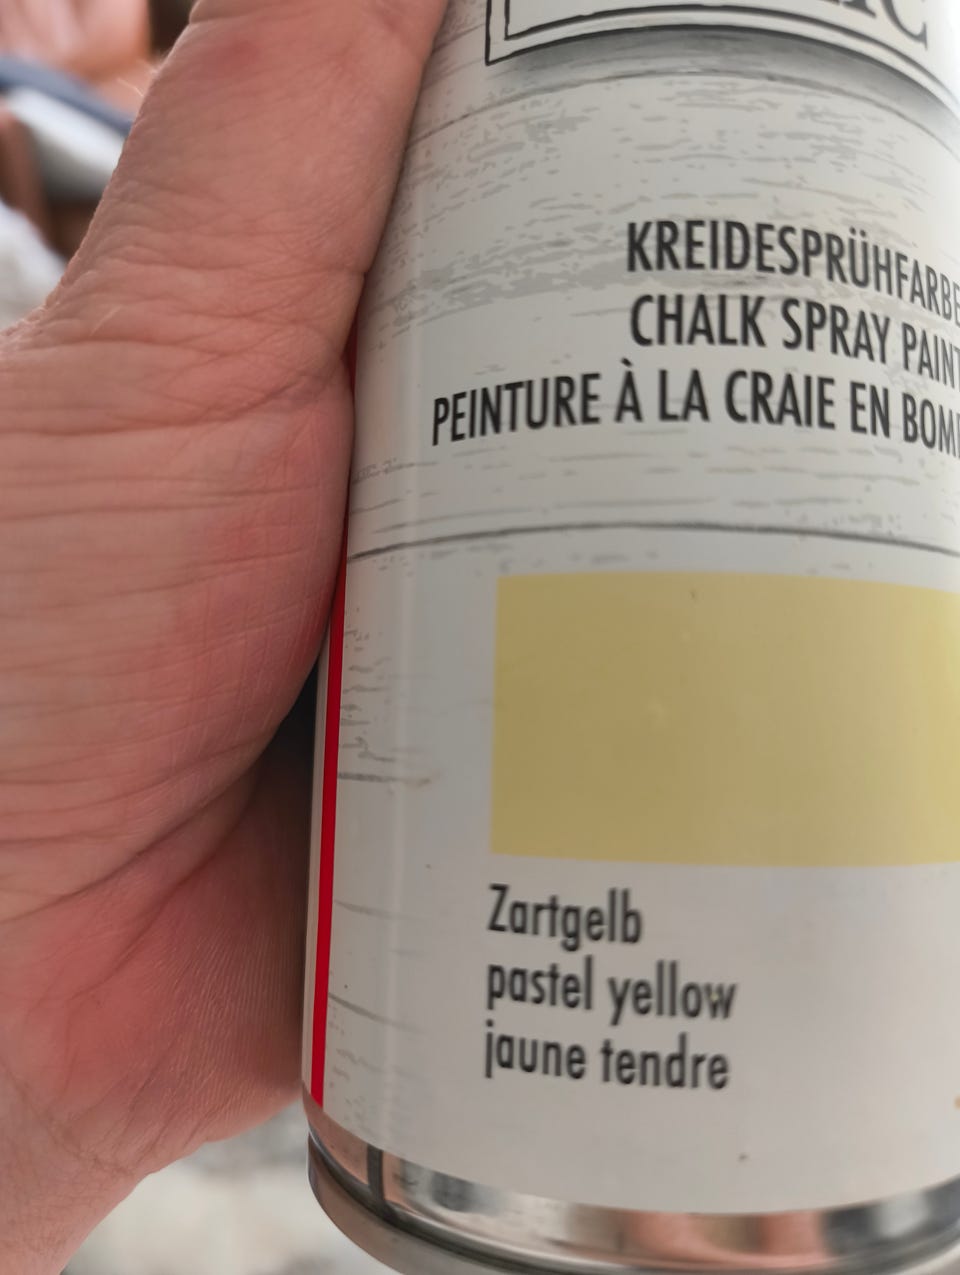 KREIDESPRÜHFARBE
CHALK SPRAY PAINT
PEINTURE À LA CRAIE EN BOM
Zartgelb
pastel yellow
jaune tendre